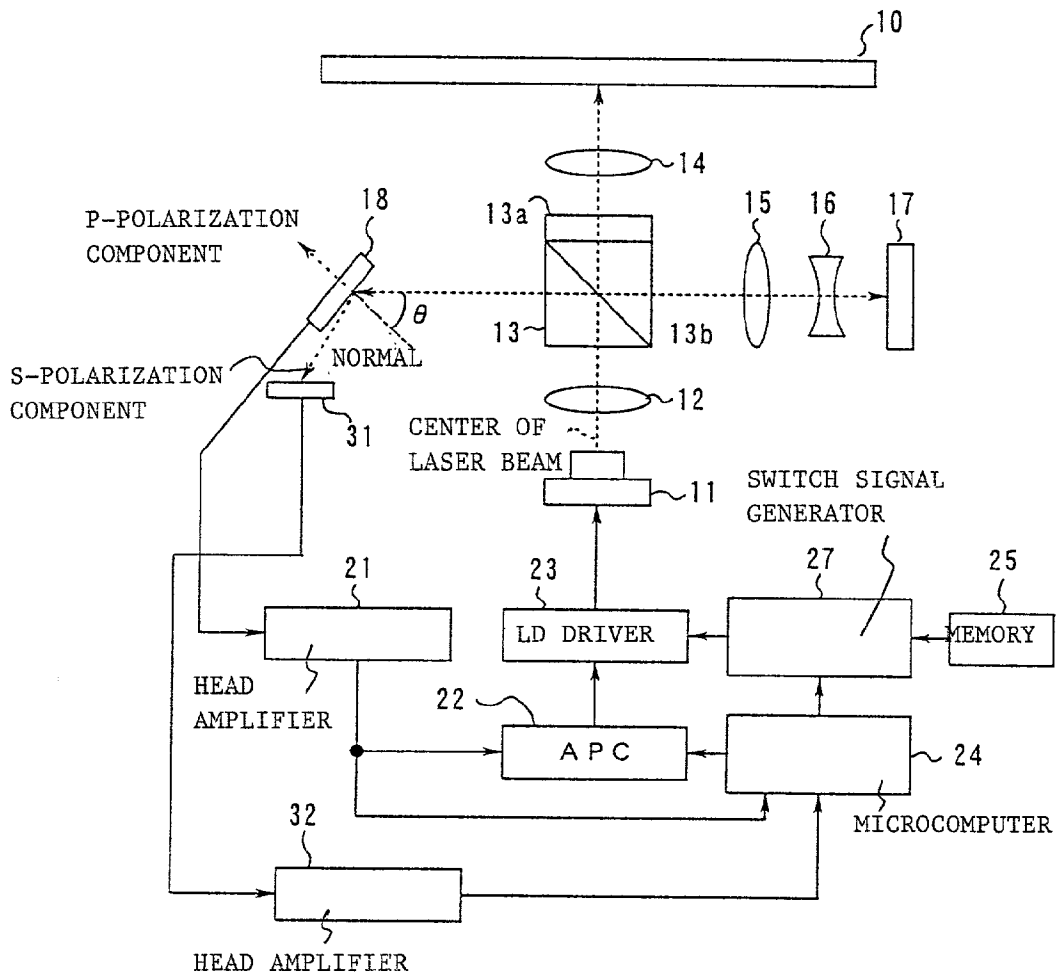 10
14
13a
15
16
17
18
P-POLARIZATION
COMPONENT
θ
13
13b
NORMAL
S-POLARIZATION
COMPONENT
31
12
CENTER OF
LASER BEAM
11
SWITCH SIGNAL
GENERATOR
21
23
27
25
LD DRIVER
MEMORY
HEAD
AMPLIFIER
22
APC
24
MICROCOMPUTER
32
HEAD AMPLIFIER